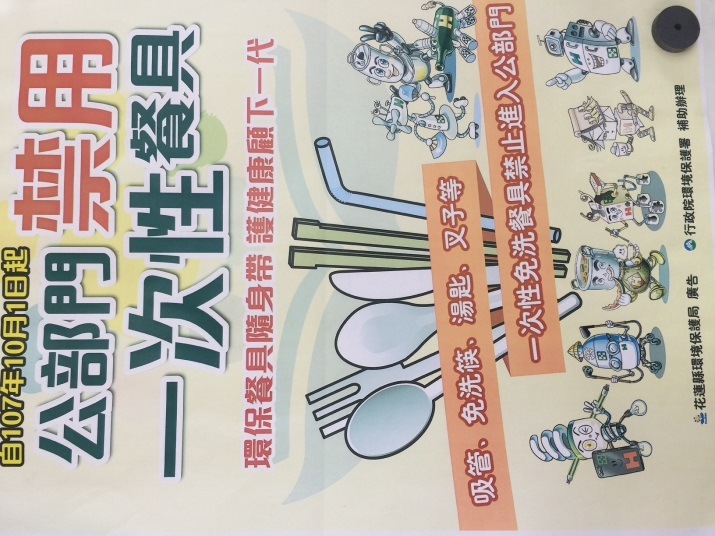 自107年10月1日起
公部門禁用
一次性餐具
環保餐具隨身帶 護健康顧下一代
吸管、免洗筷、湯匙、叉子等
一次性免洗餐具禁止進入公部門
花蓮縣環境保護局 廣告 行政院環境保護署 補助辦理